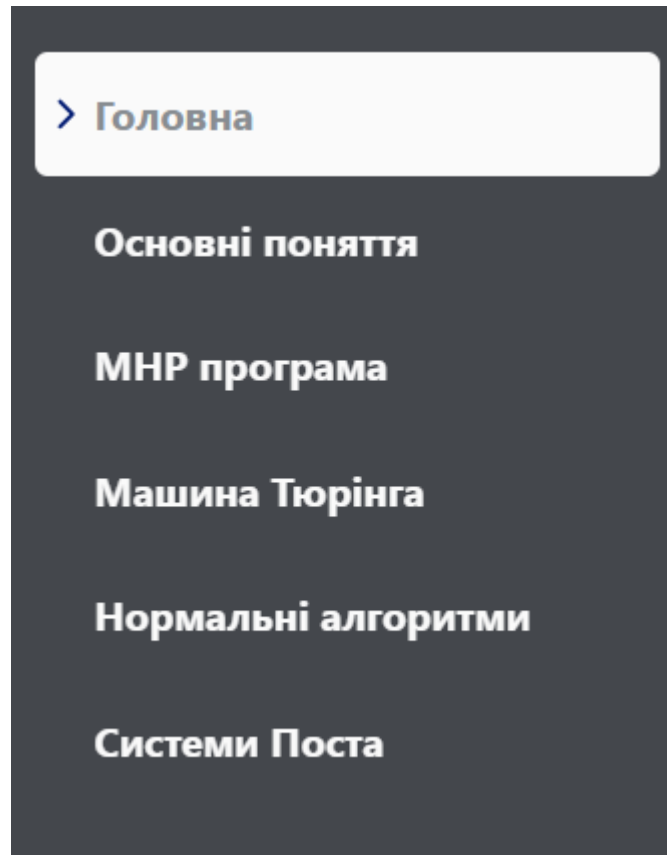 Головна
Основні поняття
МНР програма
Машина Тюрінга
Нормальні алгоритми
Системи Поста